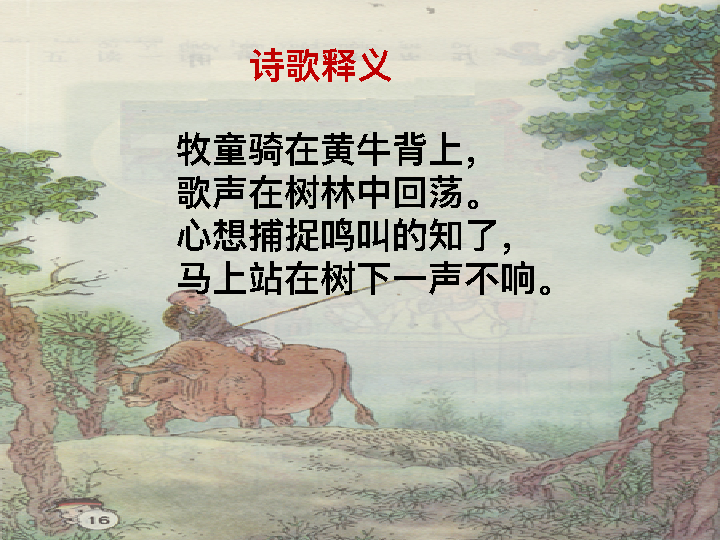 诗歌释义
牧童骑在黄牛背上，
歌声在树林中回荡。
心想捕捉鸣叫的知了，
马上站在树下一声不响。
16